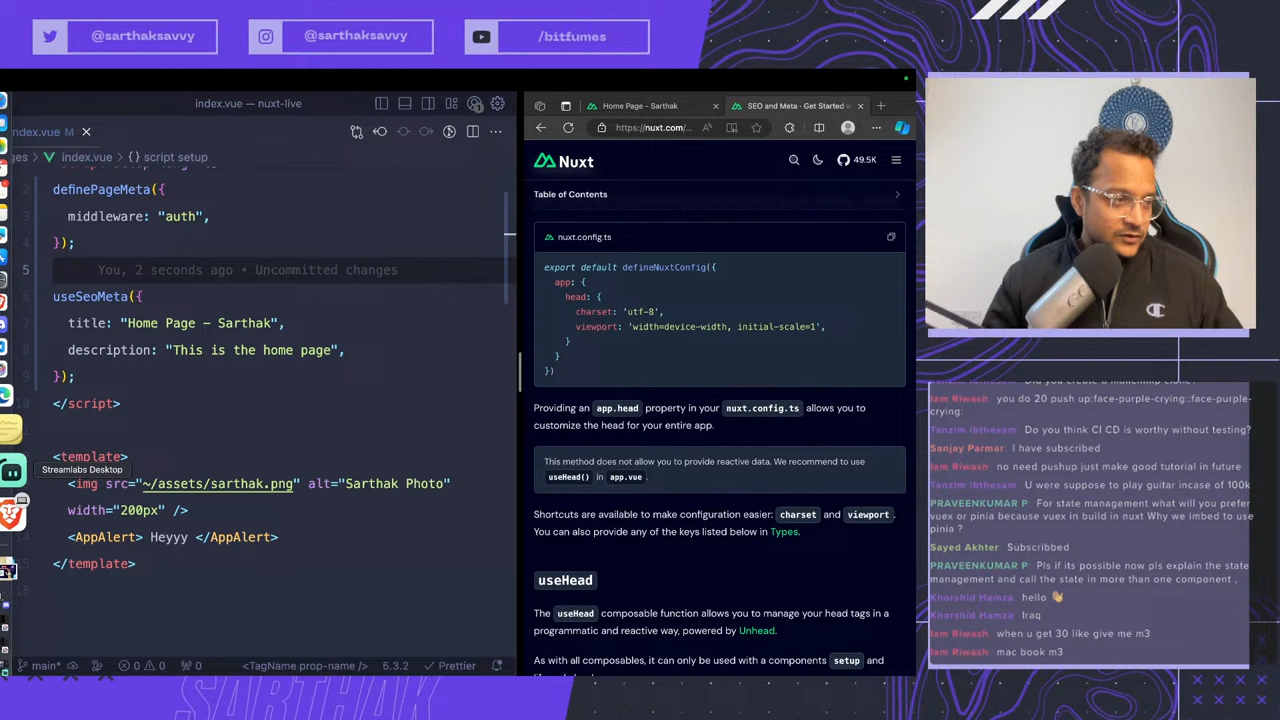 @sarthaksavvy
@sarthaksavvy
/bitfumes
index.vue — nuxt-live
index.vue M
index.vue > {} script setup
2 definePageMeta({
3 middleware: "auth",
4 });
5 You, 2 seconds ago • Uncommitted changes
6 useSeoMeta({
7 title: "Home Page - Sarthak",
8 description: "This is the home page",
9 });
10 </script>
<template>
<img src="~/assets/sarthak.png" alt="Sarthak Photo"
width="200px" />
<AppAlert> Heyyy </AppAlert>
</template>
16
Streamlabs Desktop
main*
0 0
0
<TagName prop-name />
5.3.2
Prettier
Home Page - Sarthak
SEO and Meta · Get Started w
https://nuxt.com/...
Nuxt
49.5K
Table of Contents
nuxt.config.ts
export default defineNuxtConfig({
app: {
head: {
charset: 'utf-8',
viewport: 'width=device-width, initial-scale=1',
}
}
})
Providing an app.head property in your nuxt.config.ts allows you to
customize the head for your entire app.
This method does not allow you to provide reactive data. We recommend to use
useHead() in app.vue.
Shortcuts are available to make configuration easier: charset and viewport.
You can also provide any of the keys listed below in Types.
useHead
The useHead composable function allows you to manage your head tags in a
programmatic and reactive way, powered by Unhead.
As with all composables, it can only be used with a components setup and
Iam Riwash you do 20 push up:face-purple-crying::face-purple-
crying:
Tanzim Ibthesam Do you think CI CD is worthy without testing?
Sanjay Parmar I have subscribed
Iam Riwash no need pushup just make good tutorial in future
Tanzim Ibthesam U were suppose to play guitar incase of 100k
PRAVEENKUMAR P For state management what will you prefer
vuex or pinia because vuex in build in nuxt Why we imbed to use
pinia ?
Sayed Akhter Subscribbed
PRAVEENKUMAR P Pls if its possible now pls explain the state
management and call the state in more than one component ,
Khorshid Hamza hello 👋
Khorshid Hamza Iraq
Iam Riwash when u get 30 like give me m3
Iam Riwash mac book m3
SARTHAK